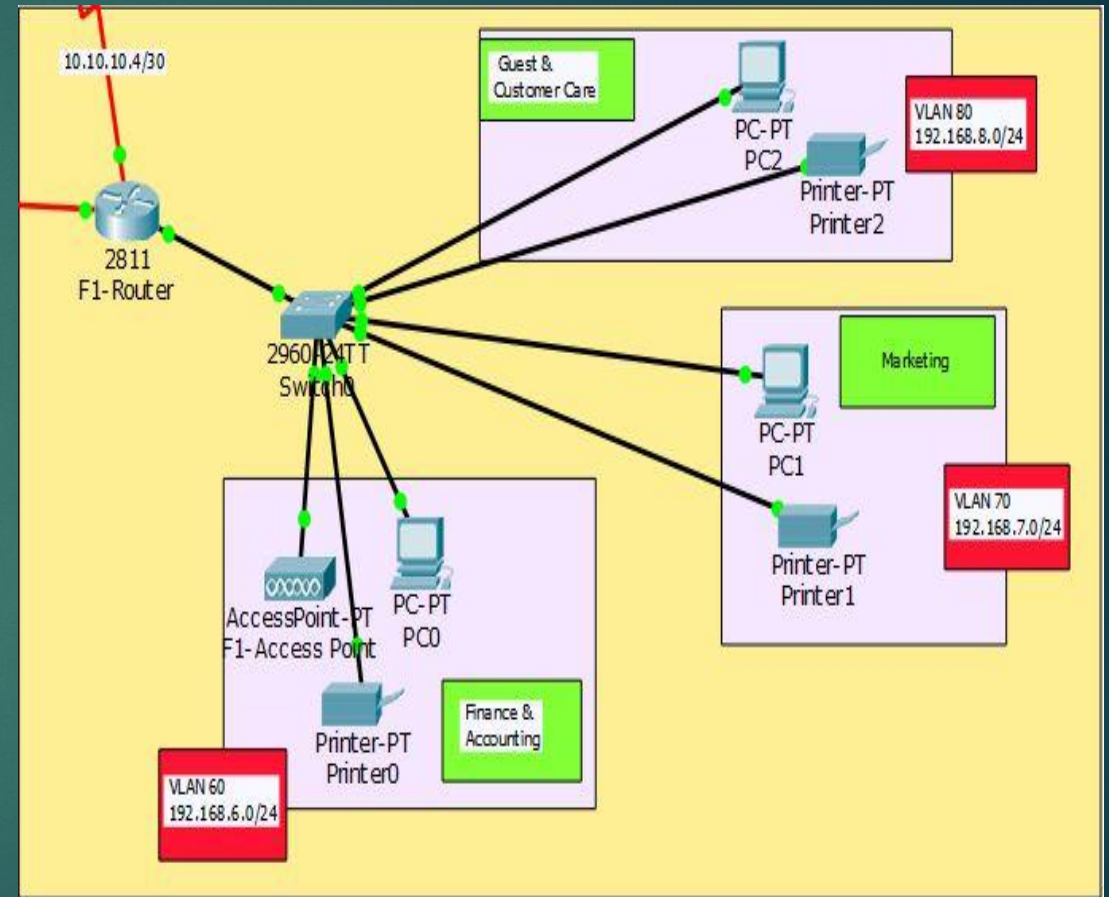 10.10.10.4/30
2811
F1-Router
2960-24TT
Switch0
Guest &
Customer Care
PC-PT
PC2
Printer-PT
Printer2
VLAN 80
192.168.8.0/24
Marketing
PC-PT
PC1
Printer-PT
Printer1
VLAN 70
192.168.7.0/24
AccessPoint-PT
F1-Access Point
PC-PT
PC0
Printer-PT
Printer0
Finance &
Accounting
VLAN 60
192.168.6.0/24